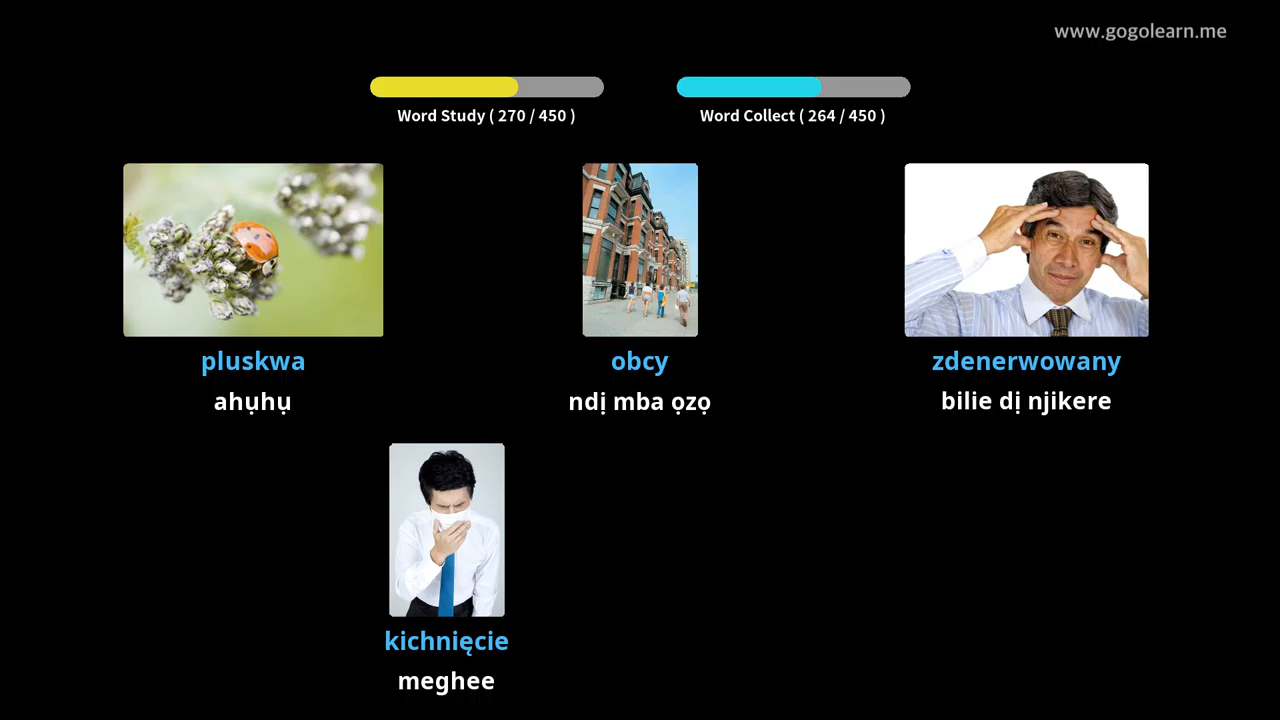 www.gogolearn.me
Word Study ( 270 / 450 )
Word Collect ( 264 / 450 )
pluskwa
obcy
zdenerwowany
ahụhụ
ndị mba ọzọ
bilie dị njikere
kichnięcie
meghee